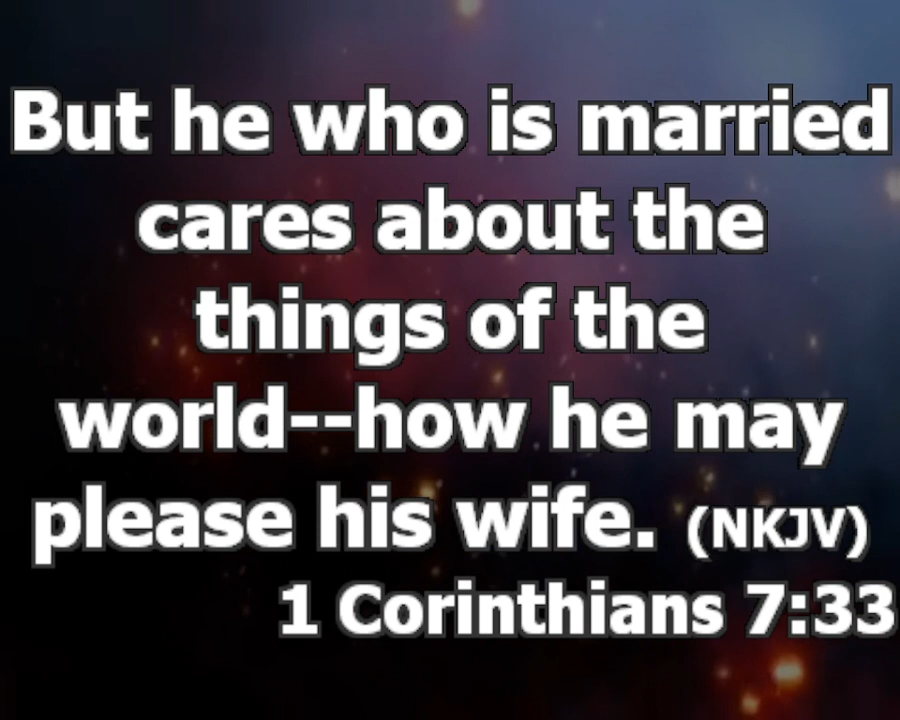 But he who is married
cares about the
things of the
world--how he may
please his wife. (NKJV)
1 Corinthians 7:33